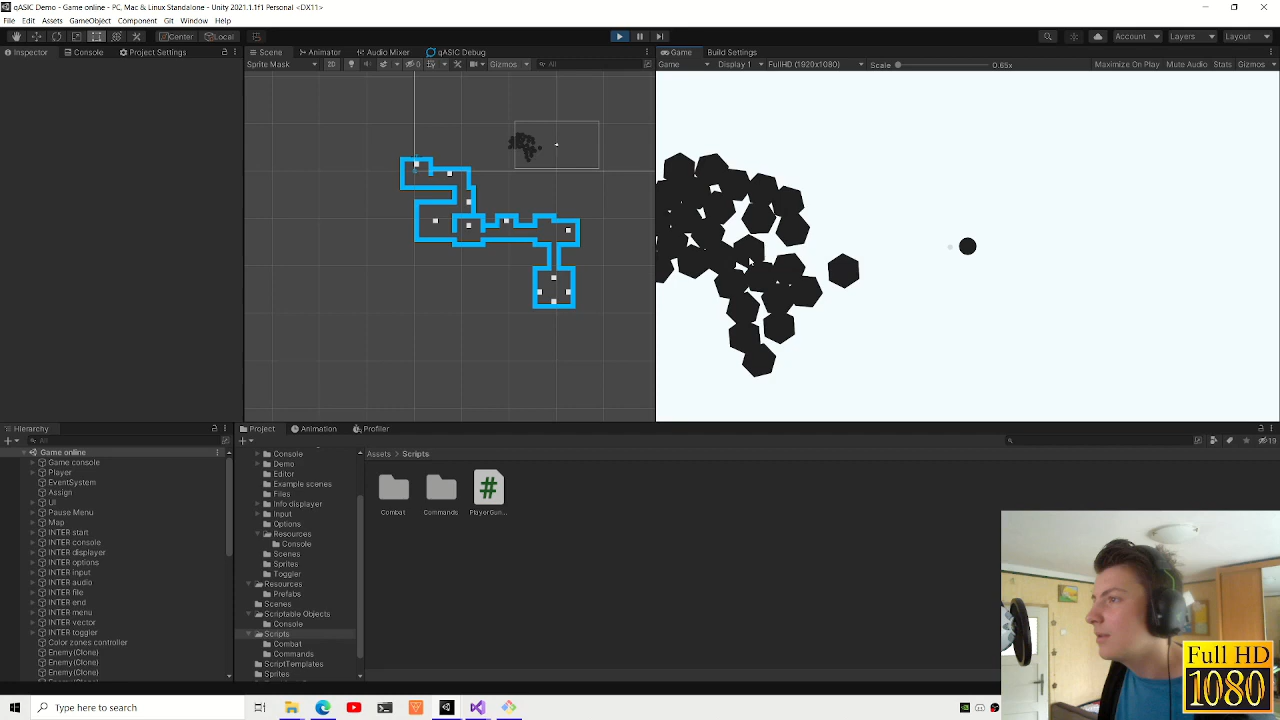 qASIC Demo - Game online - PC, Mac & Linux Standalone - Unity 2021.1.1f1 Personal <DX11>
File Edit Assets GameObject Component Git Window Help
Center Local Account Layers Layout
Inspector Console Project Settings
Scene Animator Audio Mixer qASIC Debug
Game Build Settings
Sprite Mask 2D 0 Gizmos All
Game Display 1 FullHD (1920x1080) Scale 0.65x Maximize On Play Mute Audio Stats Gizmos
Hierarchy
All
Game online
Game console
Player
EventSystem
Assign
UI
Pause Menu
Map
INTER start
INTER console
INTER displayer
INTER options
INTER input
INTER audio
INTER file
INTER end
INTER menu
INTER vector
INTER toggler
Color zones controller
Enemy(Clone)
Enemy(Clone)
Enemy(Clone)
Project Animation Profiler
19
Console
Demo
Editor
Example scenes
Files
Info displayer
Input
Options
Resources
Console
Scenes
Sprites
Toggler
Resources
Prefabs
Scenes
Scriptable Objects
Console
Scripts
Combat
Commands
ScriptTemplates
Sprites
Assets Scripts
Combat Commands PlayerGun...
#
Full HD
1080
Type here to search